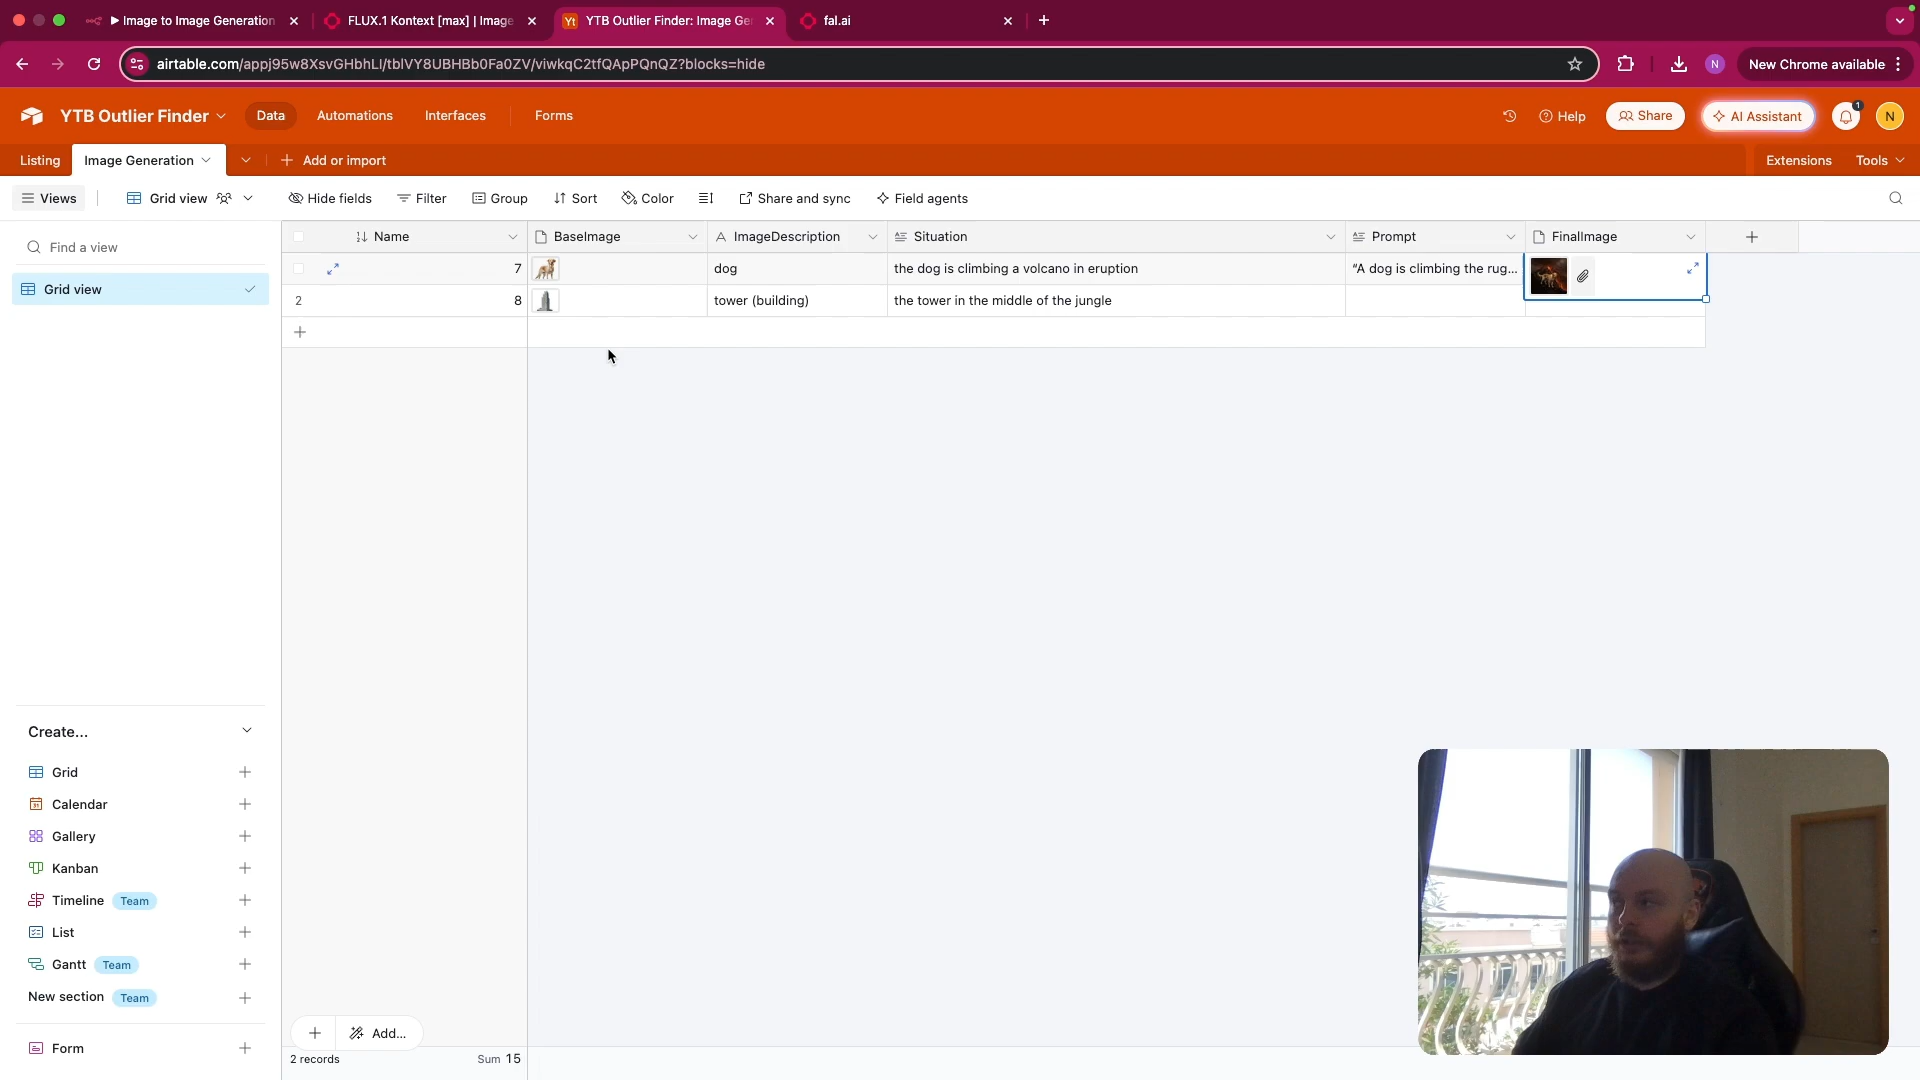 Image to Image Generation
FLUX.1 Kontext [max] | Image
YTB Outlier Finder: Image Ge
fal.ai
airtable.com/appj95w8XsvGHbhLI/tblVY8UBHBb0Fa0ZV/viwkqC2tfQApPQnQZ?blocks=hide
N
New Chrome available
YTB Outlier Finder
Data
Automations
Interfaces
Forms
Help
Share
AI Assistant
1
N
Listing
Image Generation
Add or import
Extensions
Tools
Views
Grid view
Hide fields
Filter
Group
Sort
Color
Share and sync
Field agents
Find a view
Grid view
Name
BaseImage
ImageDescription
Situation
Prompt
FinalImage
7
dog
the dog is climbing a volcano in eruption
“A dog is climbing the rug...
2
8
tower (building)
the tower in the middle of the jungle
Create...
Grid
Calendar
Gallery
Kanban
Timeline Team
List
Gantt Team
New section Team
Form
Add...
2 records
Sum 15